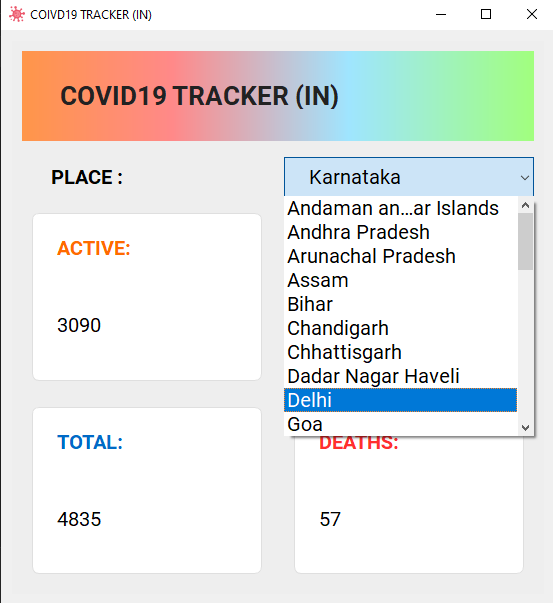 COIVD19 TRACKER (IN)
COVID19 TRACKER (IN)
PLACE :
Karnataka
Andaman an...ar Islands
Andhra Pradesh
Arunachal Pradesh
Assam
Bihar
Chandigarh
Chhattisgarh
Dadar Nagar Haveli
Delhi
Goa
ACTIVE:
3090
TOTAL:
4835
DEATHS:
57